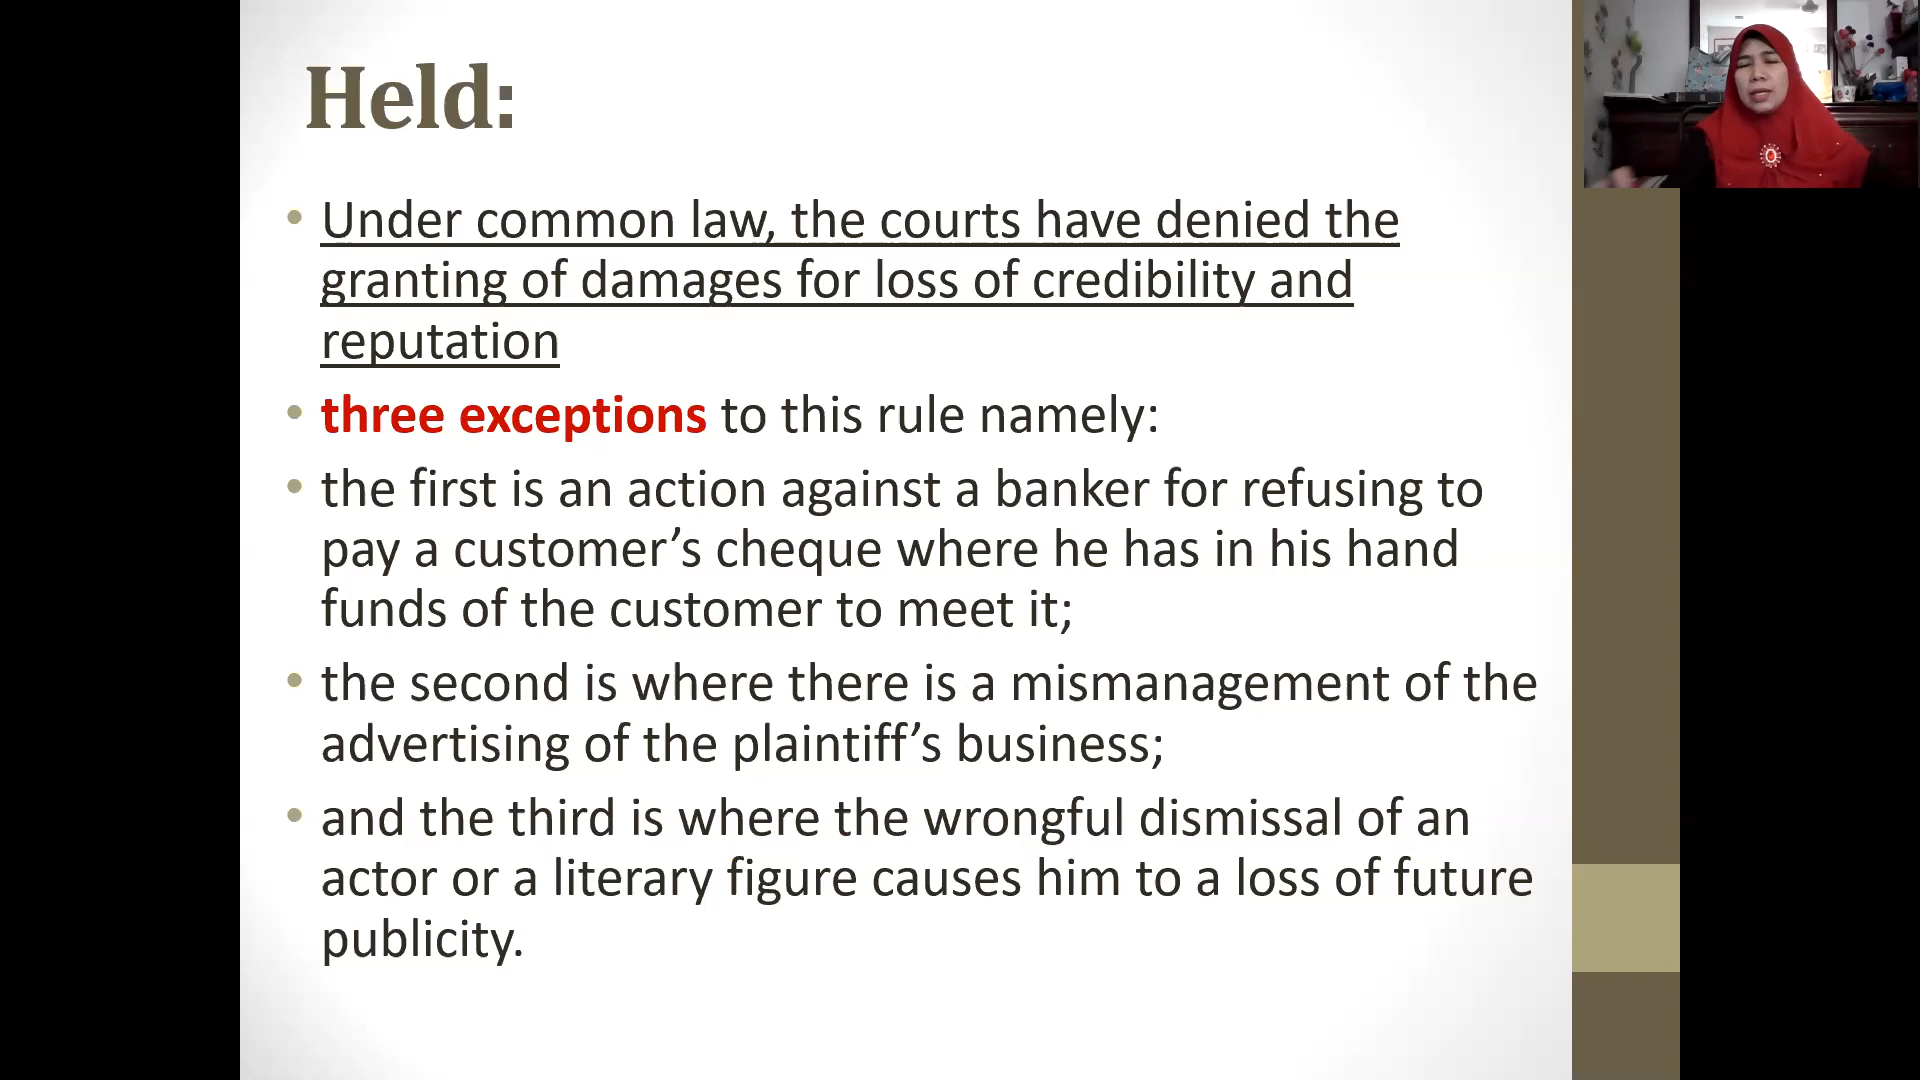 Held:
• Under common law, the courts have denied the
granting of damages for loss of credibility and
reputation
• three exceptions to this rule namely:
• the first is an action against a banker for refusing to
pay a customer’s cheque where he has in his hand
funds of the customer to meet it;
• the second is where there is a mismanagement of the
advertising of the plaintiff’s business;
• and the third is where the wrongful dismissal of an
actor or a literary figure causes him to a loss of future
publicity.